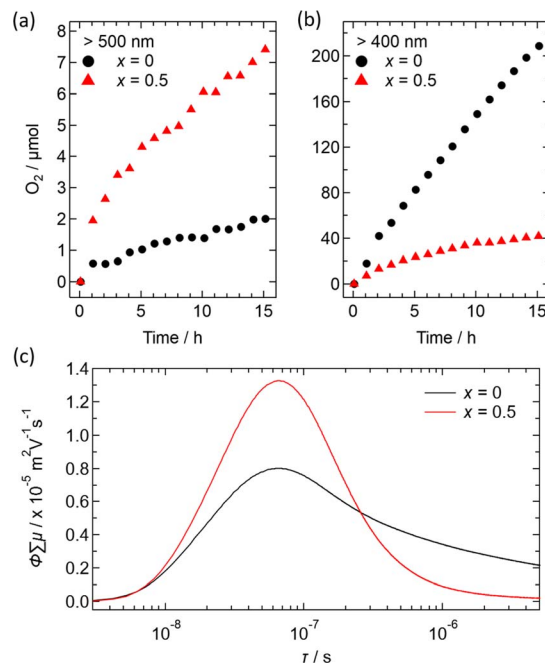 (a)
> 500 nm
x = 0
x = 0.5
8
7
6
5
4
3
2
1
0
O2 / μmol
0
5
10
15
Time / h
(b)
> 400 nm
x = 0
x = 0.5
200
160
120
80
40
0
0
5
10
15
Time / h
(c)
x = 0
x = 0.5
1.4
1.2
1.0
0.8
0.6
0.4
0.2
0.0
ΦΣμ / x 10⁻⁵ m²V⁻¹s⁻¹
10⁻⁸
10⁻⁷
10⁻⁶
τ / s